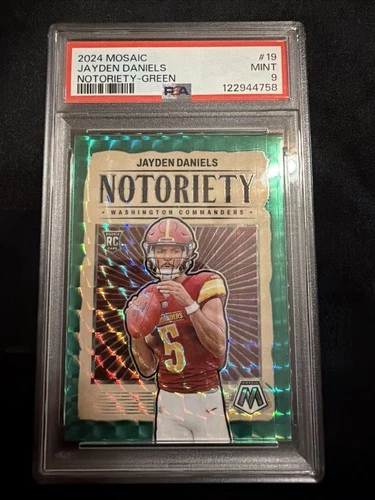 2024 MOSAIC #19
JAYDEN DANIELS MINT
NOTORIETY-GREEN 9
PSA 122944758
JAYDEN DANIELS
NOTORIETY
• WASHINGTON COMMANDERS •
RC
5
M